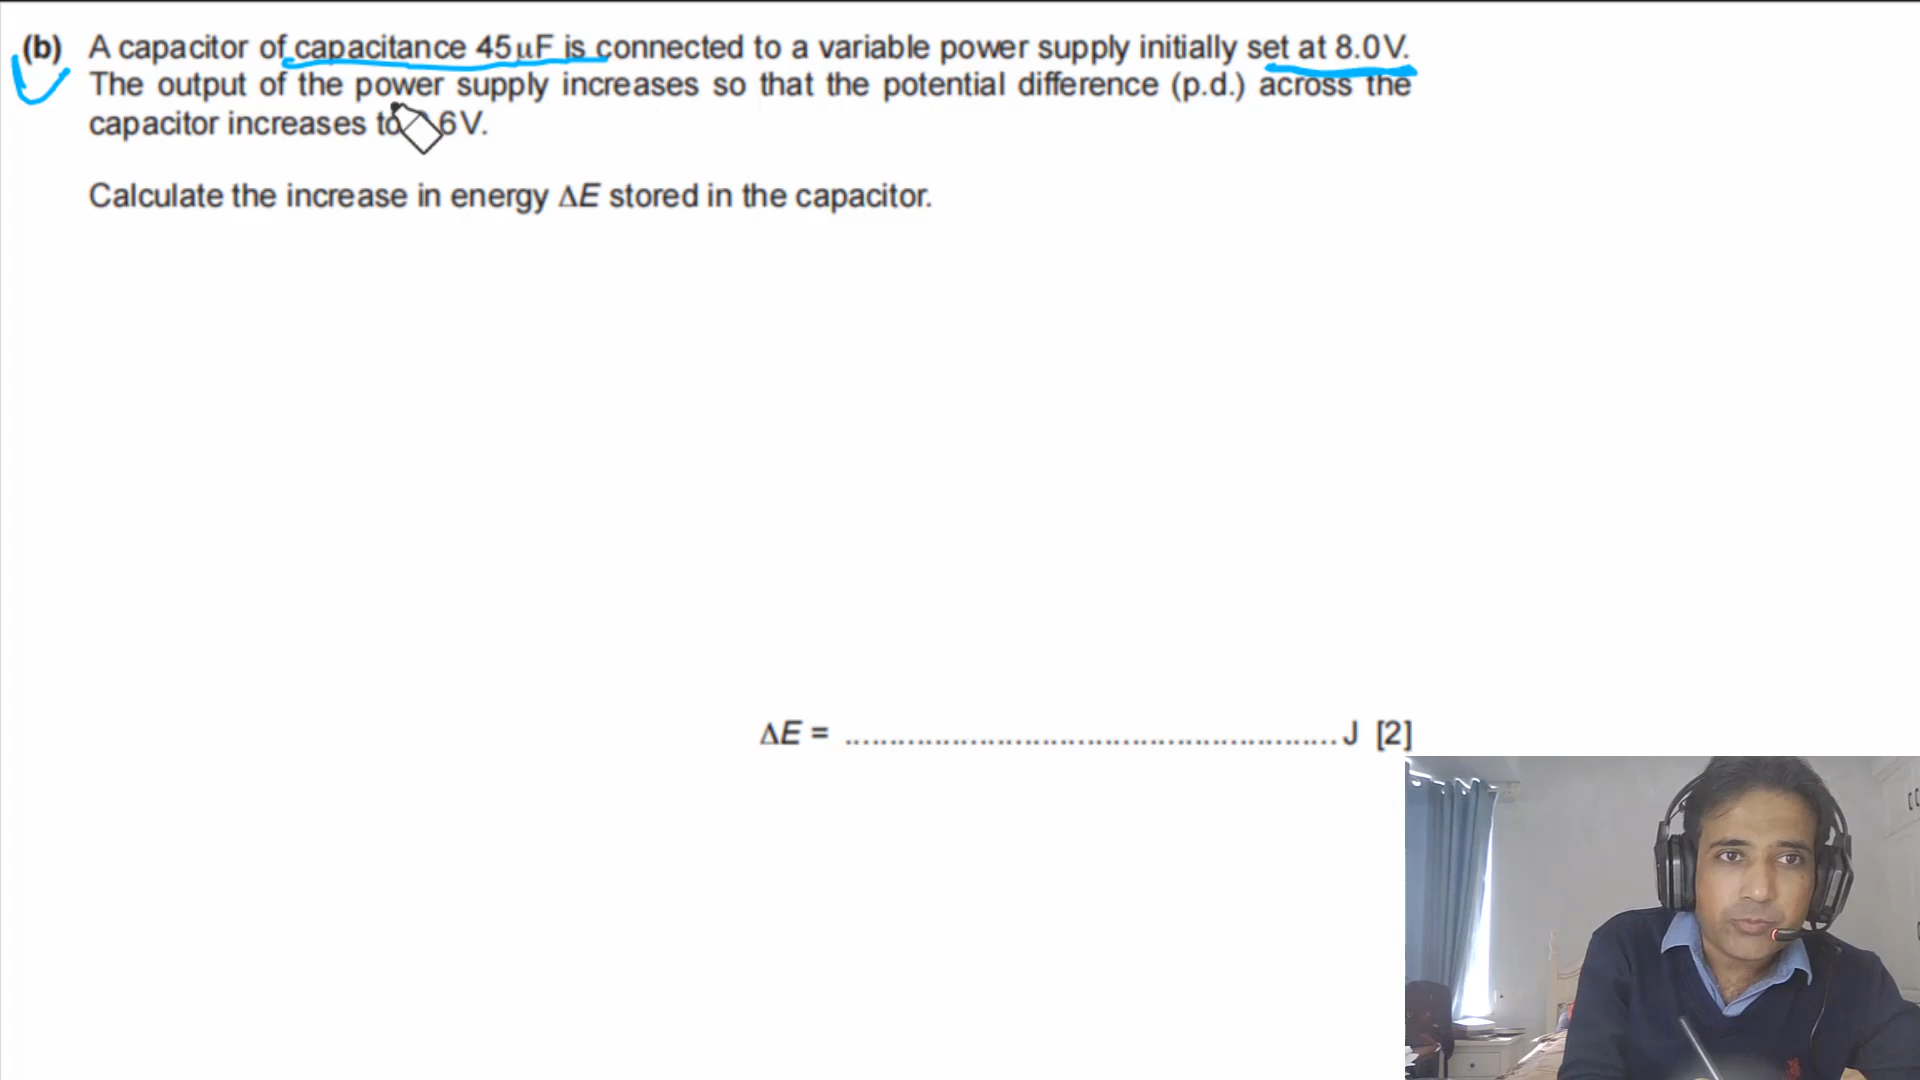 (b) A capacitor of capacitance 45 μF is connected to a variable power supply initially set at 8.0 V.
The output of the power supply increases so that the potential difference (p.d.) across the
capacitor increases to 6 V.
Calculate the increase in energy ΔE stored in the capacitor.
ΔE = ........................................................ J [2]